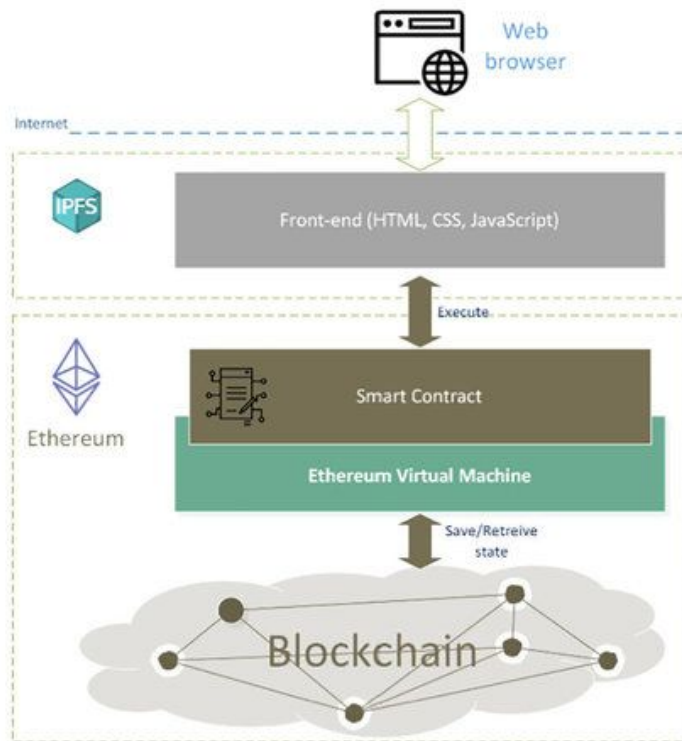 Web
browser
Internet
IPFS
Front-end (HTML, CSS, JavaScript)
Execute
Smart Contract
Ethereum
Ethereum Virtual Machine
Save/Retreive
state
Blockchain